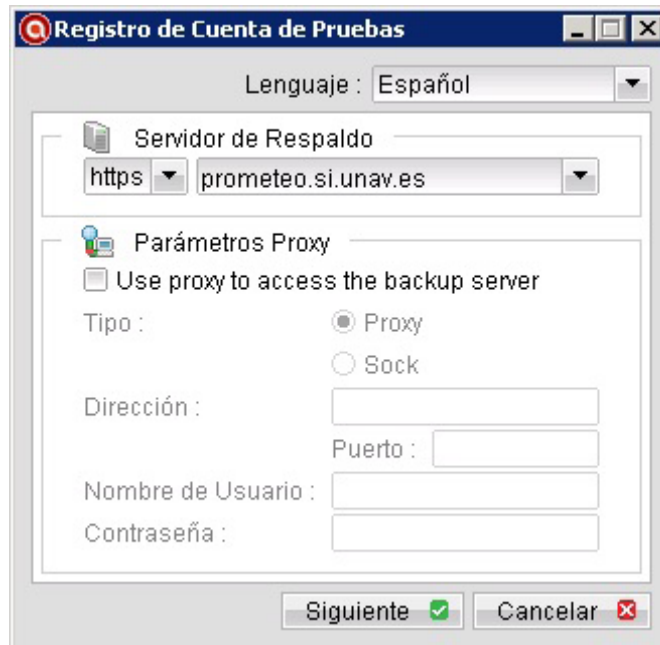 Registro de Cuenta de Pruebas
Lenguaje : Español
Servidor de Respaldo
https prometeo.si.unav.es
Parámetros Proxy
Use proxy to access the backup server
Tipo : Proxy
Sock
Dirección :
Puerto :
Nombre de Usuario :
Contraseña :
Siguiente Cancelar